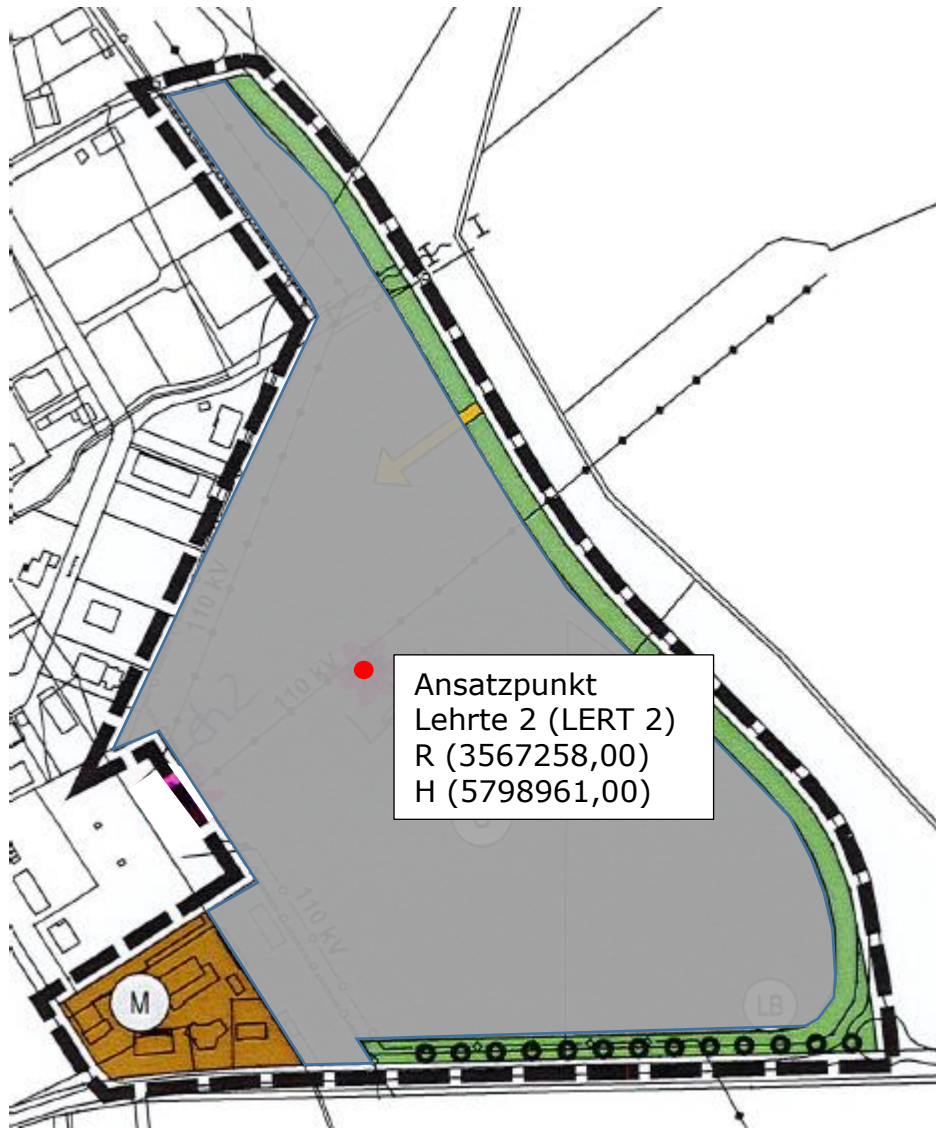 110 kV
110 kV
Ansatzpunkt
Lehrte 2 (LERT 2)
R (3567258,00)
H (5798961,00)
110 kV
M
LB